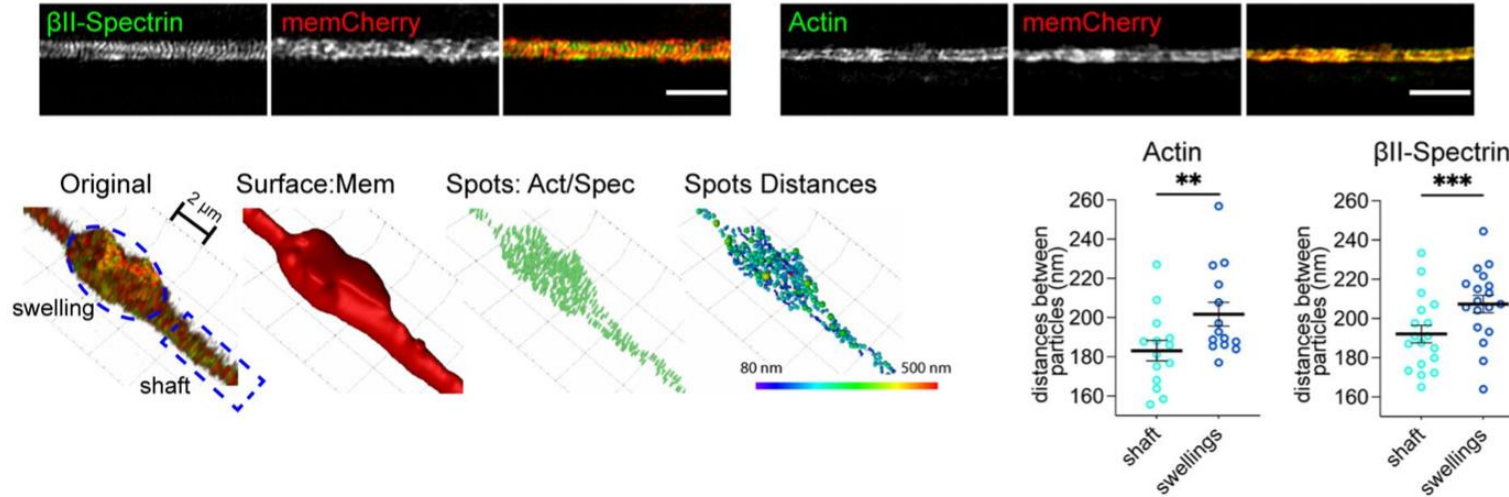 βII-Spectrin
memCherry
Actin
memCherry
Original
Surface:Mem
Spots: Act/Spec
Spots Distances
2 μm
swelling
shaft
80 nm
500 nm
Actin
**
distances between
particles (nm)
260
240
220
200
180
160
shaft
swellings
βII-Spectrin
***
distances between
particles (nm)
260
240
220
200
180
160
shaft
swellings